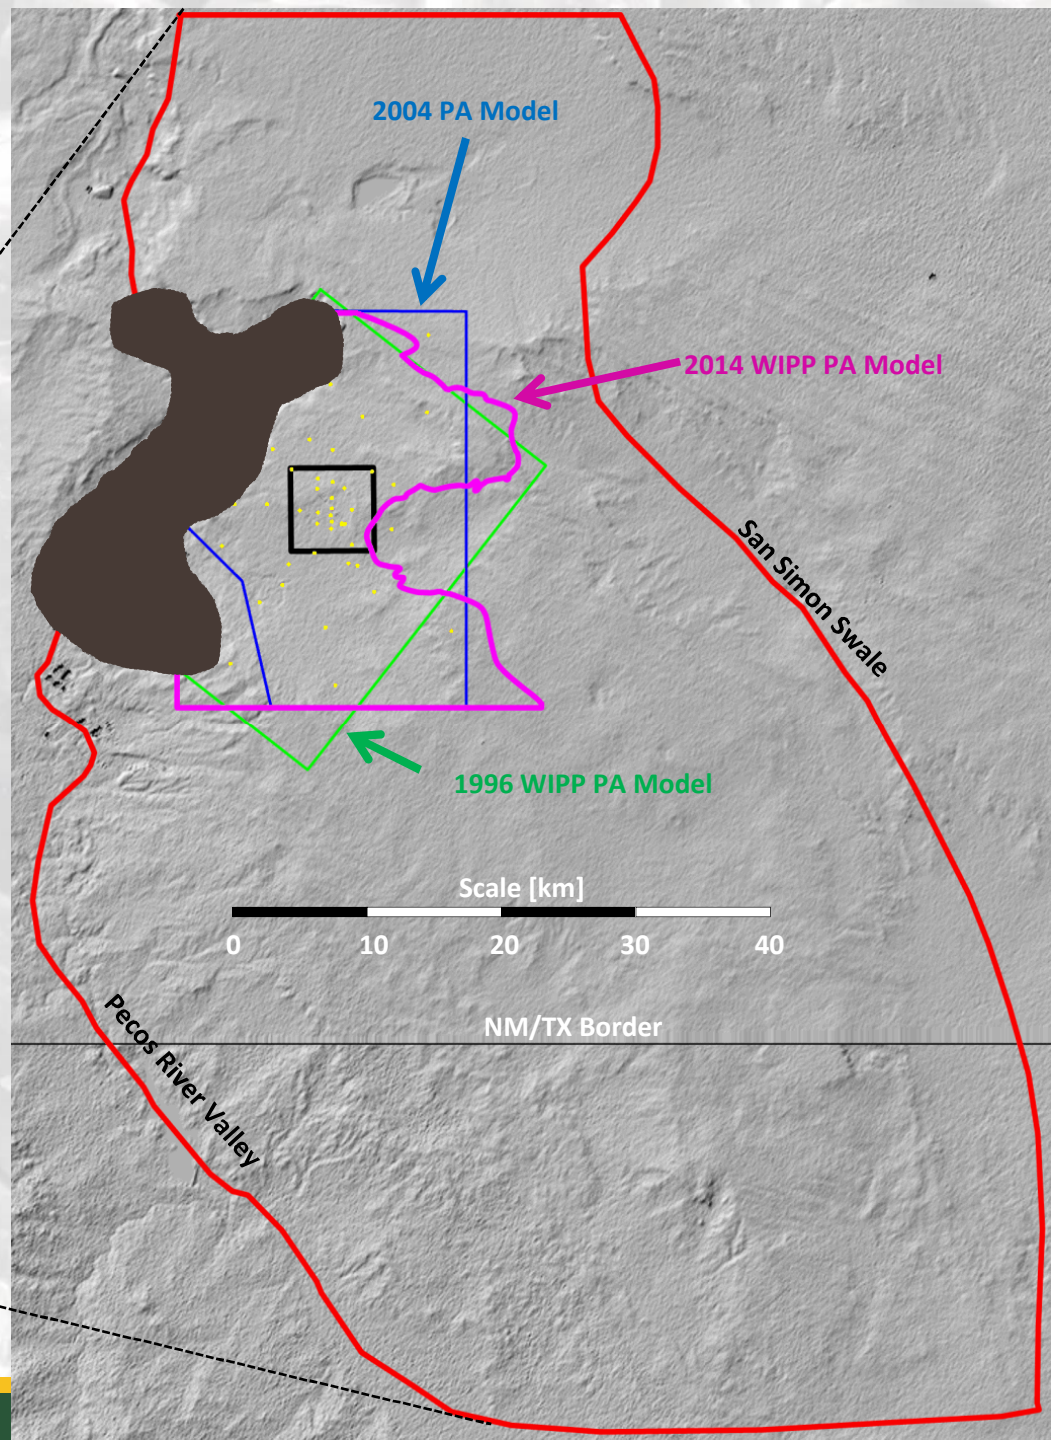 2004 PA Model
2014 WIPP PA Model
San Simon Swale
1996 WIPP PA Model
Scale [km]
0 10 20 30 40
Pecos River Valley
NM/TX Border